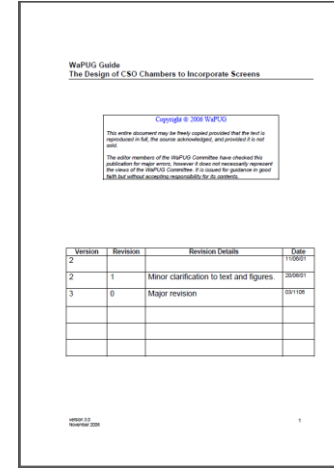 WaPUG Guide
The Design of CSO Chambers to Incorporate Screens
Copyright © 2006 WaPUG
This entire document may be freely copied provided that the text is
reproduced in full, the source acknowledged, and provided it is not
sold.
The editor members of the WaPUG Committee have checked this
publication for major errors, however it does not necessarily represent
the views of the WaPUG Committee. It is issued for guidance in good
faith but without accepting responsibility for its contents.
Version Revision Revision Details Date
2 11/06/01
2 1 Minor clarification to text and figures. 20/09/01
3 0 Major revision 03/1106
version 3.0 1
November 2006